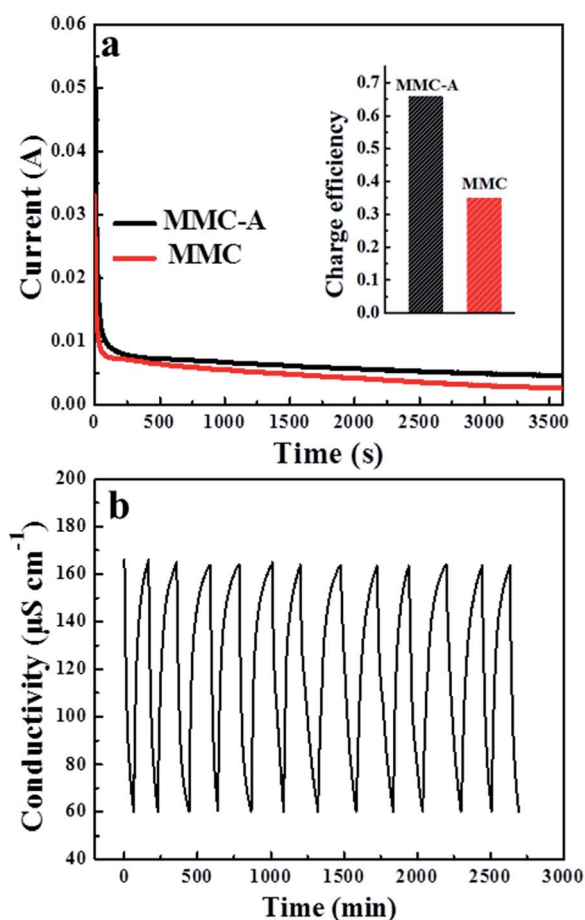 a
0.06
0.05
0.04
0.03
0.02
0.01
0.00
Current (A)
MMC-A
MMC
0 500 1000 1500 2000 2500 3000 3500
Time (s)
0.7
0.6
0.5
0.4
0.3
0.2
0.1
0.0
Charge efficiency
MMC-A
MMC
b
200
180
160
140
120
100
80
60
40
Conductivity (µS cm⁻¹)
0 500 1000 1500 2000 2500 3000
Time (min)